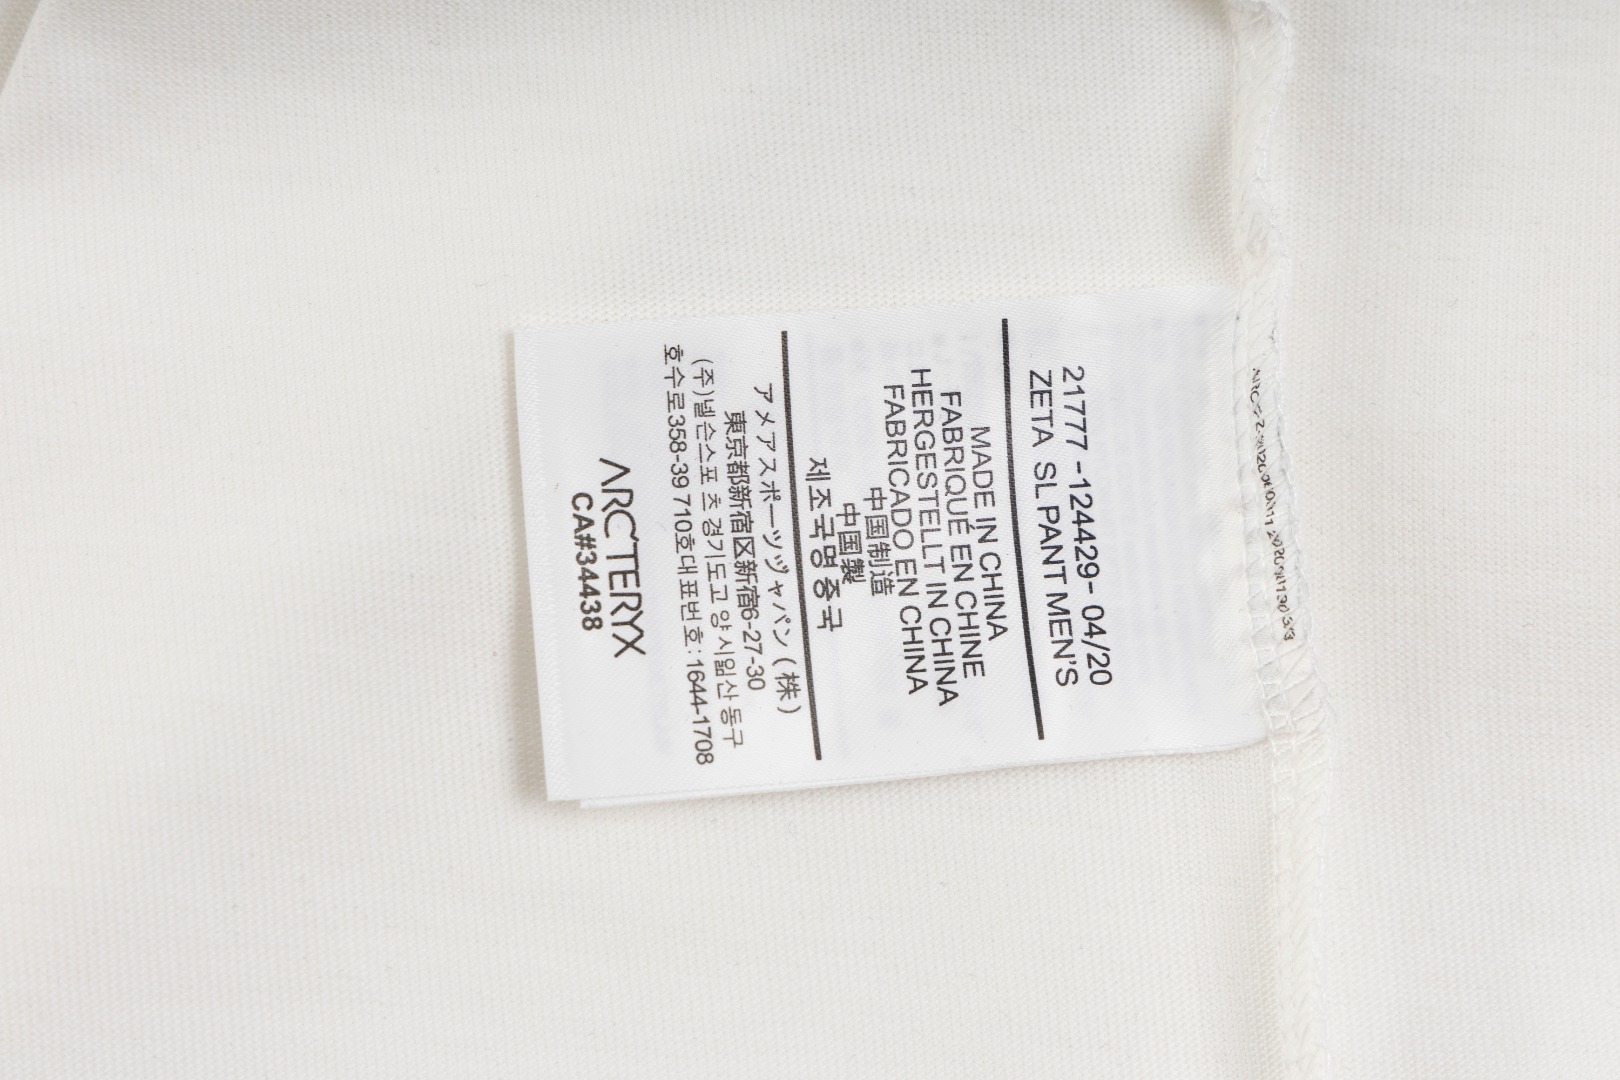 21777 -124429- 04/20
ZETA SL PANT MEN'S
MADE IN CHINA
FABRIQUÉ EN CHINE
HERGESTELLT IN CHINA
FABRICADO EN CHINA
中国制造
中国製
제조국명 중국
アメアスポーツジャパン (株)
東京都新宿区新宿6-27-30
(주)넬슨스포 츠 경기도고 양시일산 동구
호수로358-39 710호대표번호:1644-1708
ARC'TERYX
CA#34438